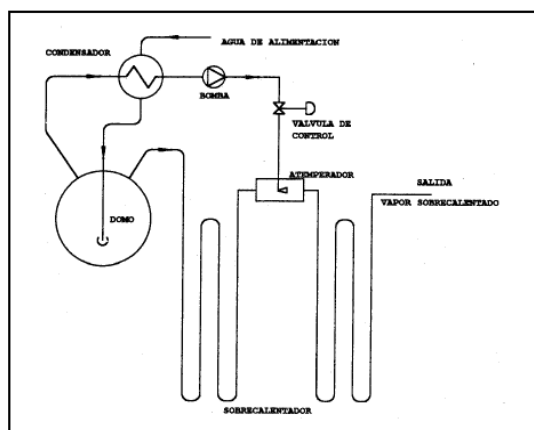 AGUA DE ALIMENTACION
CONDENSADOR
BOMBA
VALVULA DE
CONTROL
ATEMPERADOR
SALIDA
VAPOR SOBRECALENTADO
DOMO
SOBRECALENTADOR